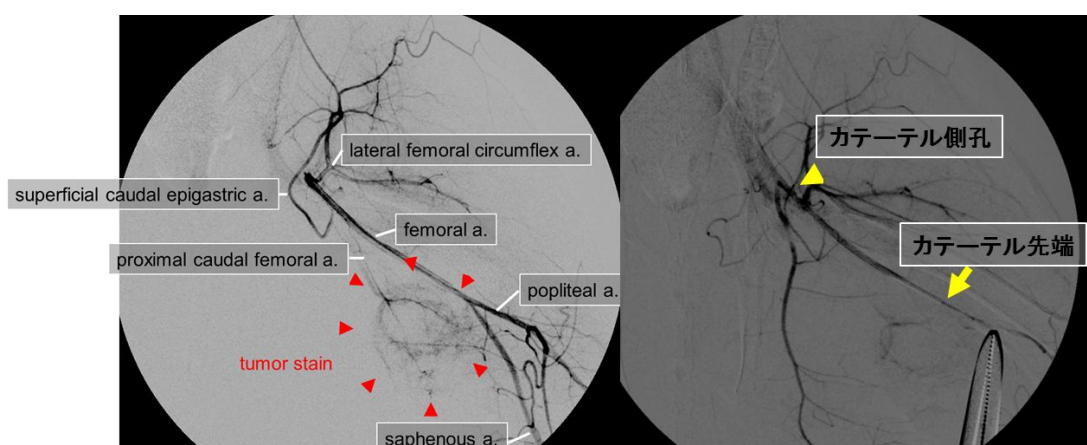 lateral femoral circumflex a.
superficial caudal epigastric a.
femoral a.
proximal caudal femoral a.
popliteal a.
tumor stain
saphenous a.
カテーテル側孔
カテーテル先端